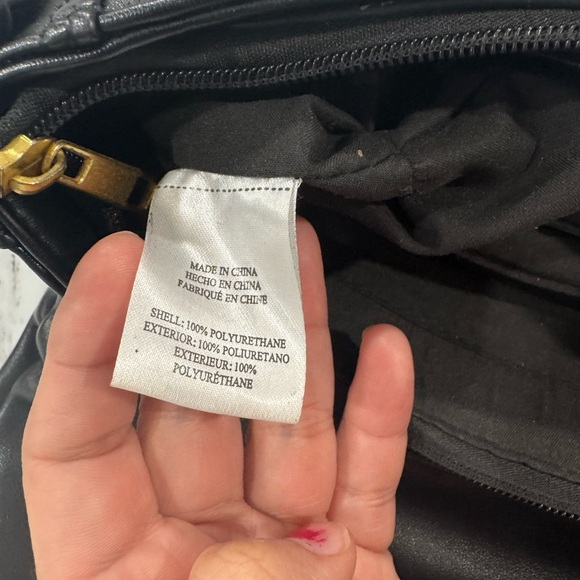 MADE IN CHINA
HECHO EN CHINA
FABRIQUÉ EN CHINE
SHELL: 100% POLYURETHANE
EXTERIOR: 100% POLIURETANO
EXTERIEUR: 100%
POLYURÉTHANE